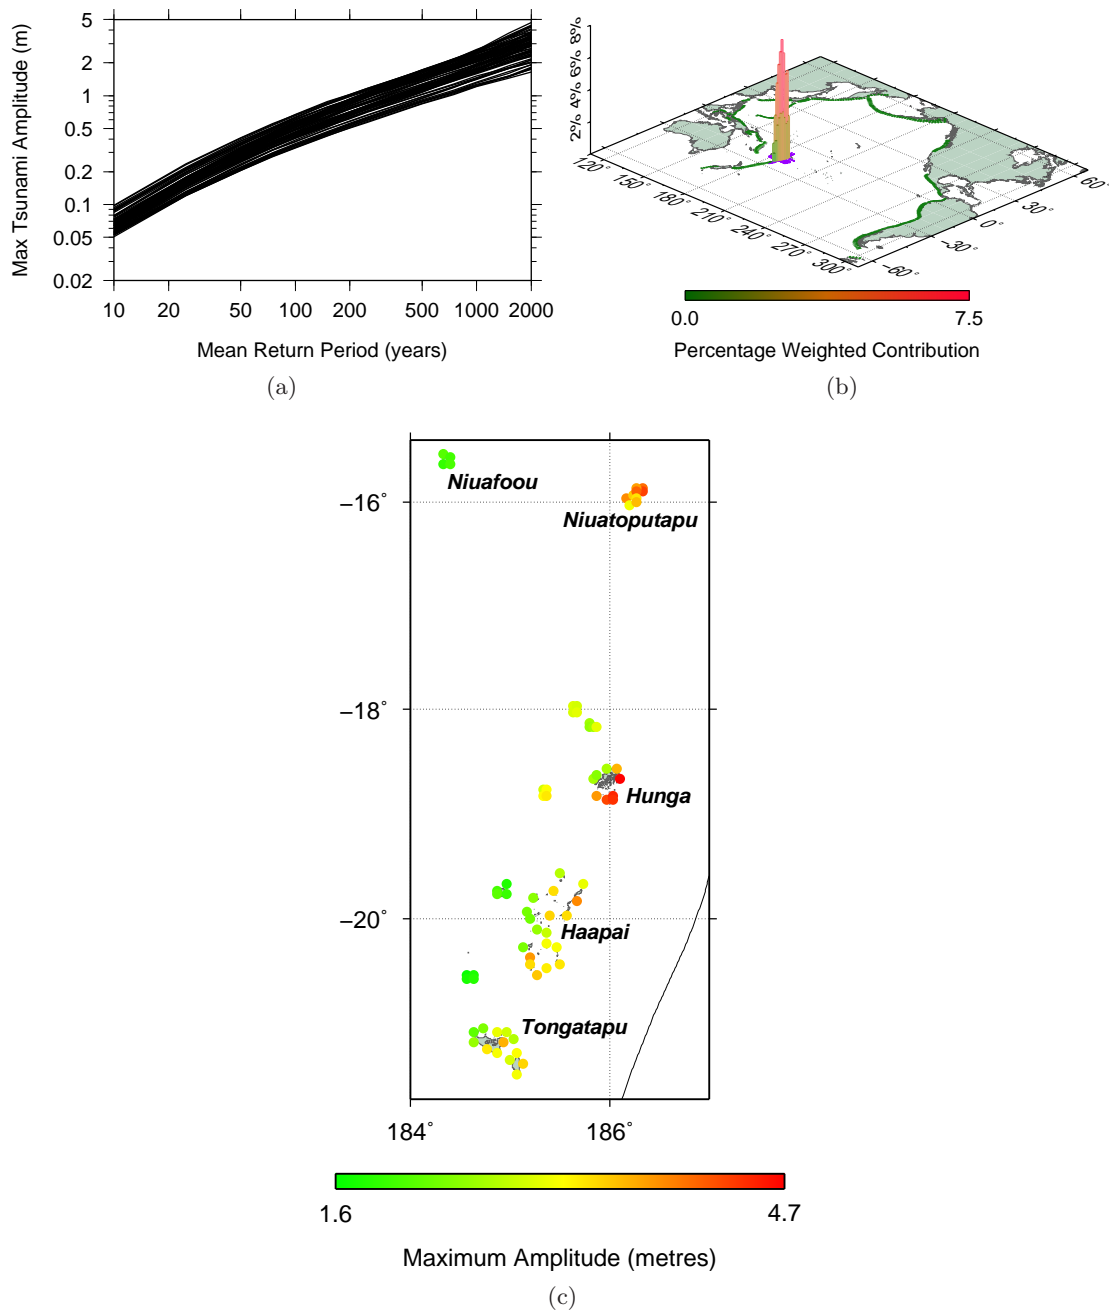 5
2
1
0.5
0.2
0.1
0.05
0.02
Max Tsunami Amplitude (m)
10 20 50 100 200 500 1000 2000
Mean Return Period (years)
(a)
8%
6%
4%
2%
120° 150° 180° 210° 240° 270° 300°
−60° −30° 0° 30° 60°
0.0 7.5
Percentage Weighted Contribution
(b)
Niuafoou
−16°
Niuatoputapu
−18°
Hunga
−20°
Haapai
Tongatapu
184° 186°
1.6 4.7
Maximum Amplitude (metres)
(c)